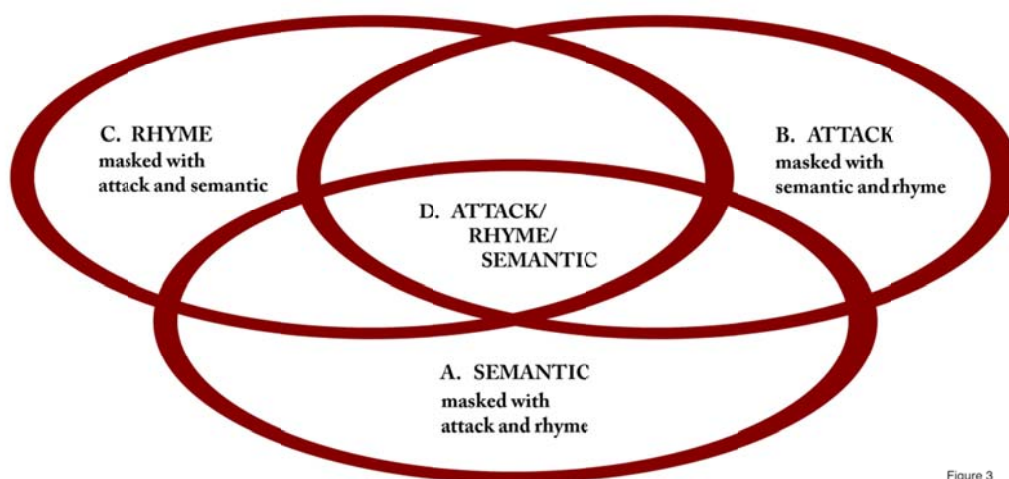 C. RHYME
masked with
attack and semantic
B. ATTACK
masked with
semantic and rhyme
D. ATTACK/
RHYME/
SEMANTIC
A. SEMANTIC
masked with
attack and rhyme
Figure 3